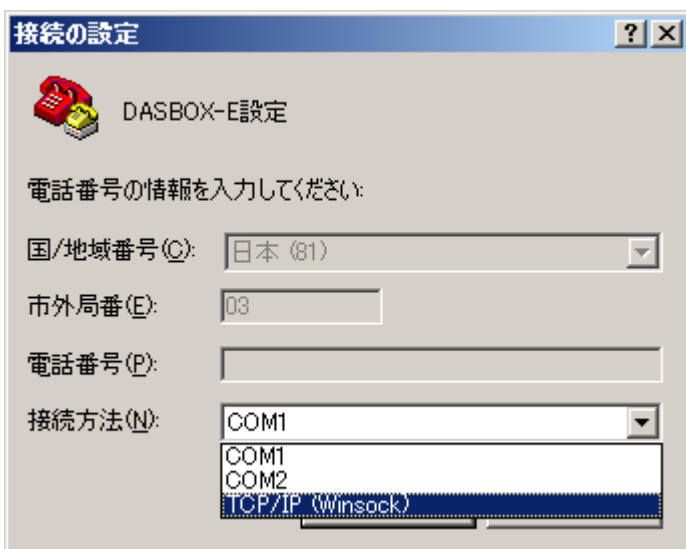 接続の設定
?
DASBOX-E設定
電話番号の情報を入力してください:
国/地域番号(C): 日本 (81)
市外局番(E): 03
電話番号(P):
接続方法(N): COM1
COM1
COM2
TCP/IP (Winsock)